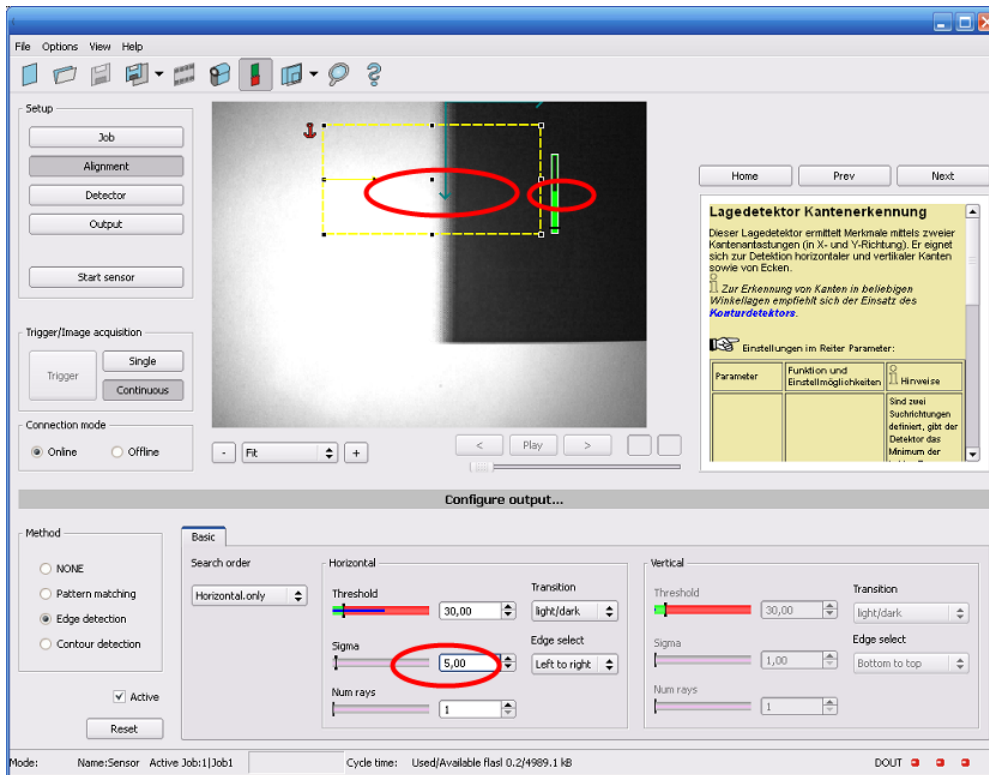 File Options View Help
Setup
Job
Alignment
Detector
Output
Start sensor
Trigger/Image acquisition
Trigger
Single
Continuous
Connection mode
Online
Offline
-
Fit
+
<
Play
>
Home
Prev
Next
Lagedetektor Kantenerkennung
Dieser Lagedetektor ermittelt Merkmale mittels zweier
Kantenantastungen (in X- und Y-Richtung). Er eignet
sich zur Detektion horizontaler und vertikaler Kanten
sowie von Ecken.
Zur Erkennung von Kanten in beliebigen
Winkellagen empfiehlt sich der Einsatz des
Konturdetektors.
Einstellungen im Reiter Parameter:
Parameter
Funktion und
Einstellmöglichkeiten
Hinweise
Sind zwei
Suchrichtungen
definiert, gibt der
Detektor das
Minimum der
Configure output...
Method
NONE
Pattern matching
Edge detection
Contour detection
Active
Reset
Basic
Search order
Horizontal.only
Horizontal
Threshold
30,00
Transition
light/dark
Sigma
5,00
Edge select
Left to right
Num rays
1
Vertical
Threshold
30,00
Transition
light/dark
Sigma
1,00
Edge select
Bottom to top
Num rays
1
Mode:
Name:Sensor
Active Job:1|Job1
Cycle time:
Used/Available flasl 0.2/4989.1 kB
DOUT